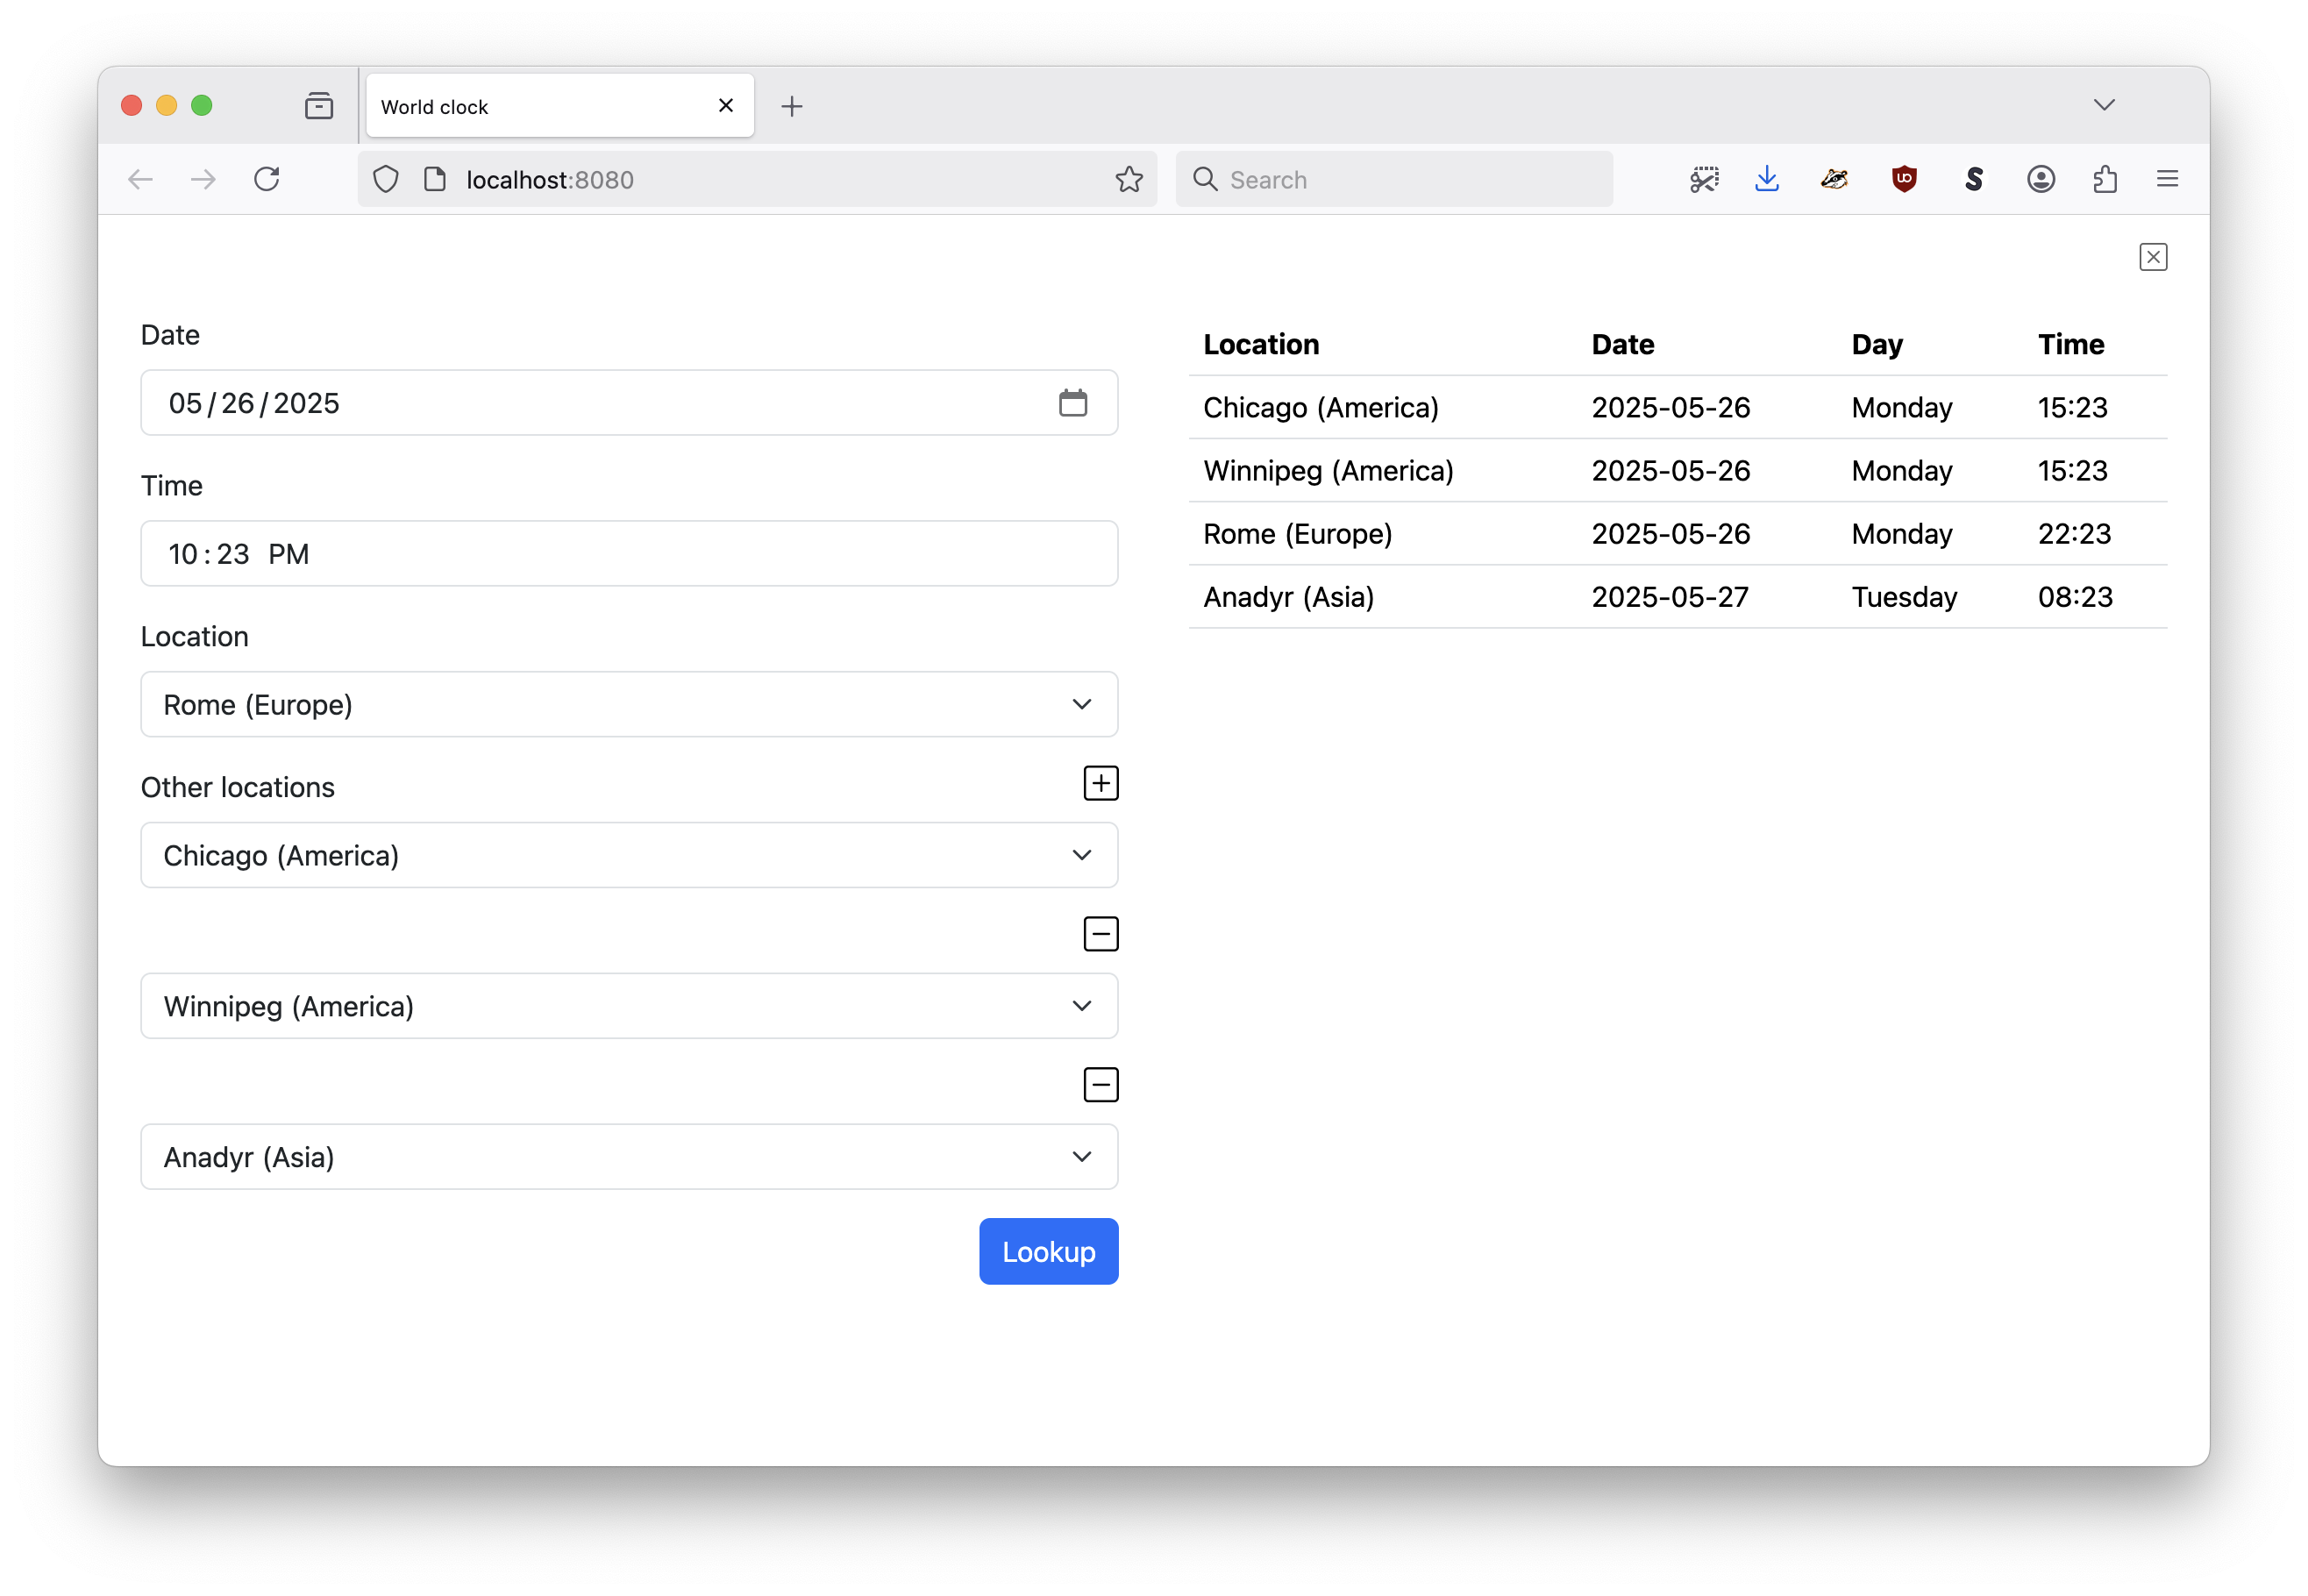 World clock
localhost:8080
Search
Date
05/26/2025
Time
10:23 PM
Location
Rome (Europe)
Other locations
Chicago (America)
Winnipeg (America)
Anadyr (Asia)
Lookup
Location Date Day Time
Chicago (America) 2025-05-26 Monday 15:23
Winnipeg (America) 2025-05-26 Monday 15:23
Rome (Europe) 2025-05-26 Monday 22:23
Anadyr (Asia) 2025-05-27 Tuesday 08:23